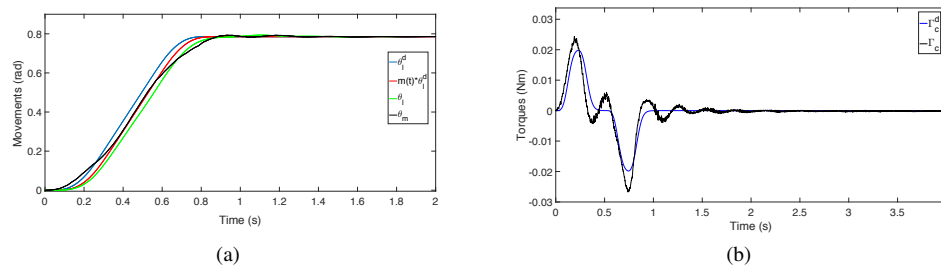 Movements (rad)
0.8
0.6
0.4
0.2
0
0 0.2 0.4 0.6 0.8 1 1.2 1.4 1.6 1.8 2
Time (s)
θ_l^d
m(t)*θ_l^d
θ_l
θ_m
(a)
Torques (Nm)
0.03
0.02
0.01
0
-0.01
-0.02
-0.03
0 0.5 1 1.5 2 2.5 3 3.5
Time (s)
Γ_c^d
Γ_c
(b)